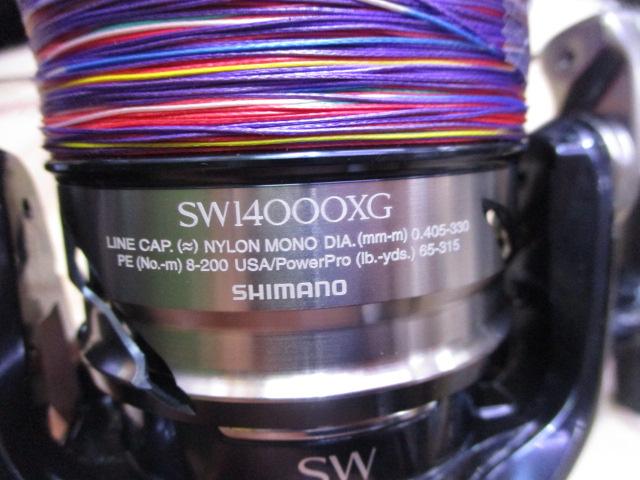 SW14000XG
LINE CAP. (≈) NYLON MONO DIA. (mm-m) 0.405-330
PE (No.-m) 8-200 USA/PowerPro (lb.-yds.) 65-315
SHIMANO
SW